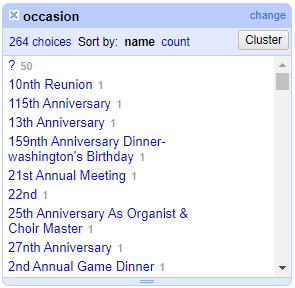 occasion change
264 choices Sort by: name count Cluster
? 50
10nth Reunion 1
115th Anniversary 1
13th Anniversary 1
159nth Anniversary Dinner-
washington's Birthday 1
21st Annual Meeting 1
22nd 1
25th Anniversary As Organist &
Choir Master 1
27nth Anniversary 1
2nd Annual Game Dinner 1